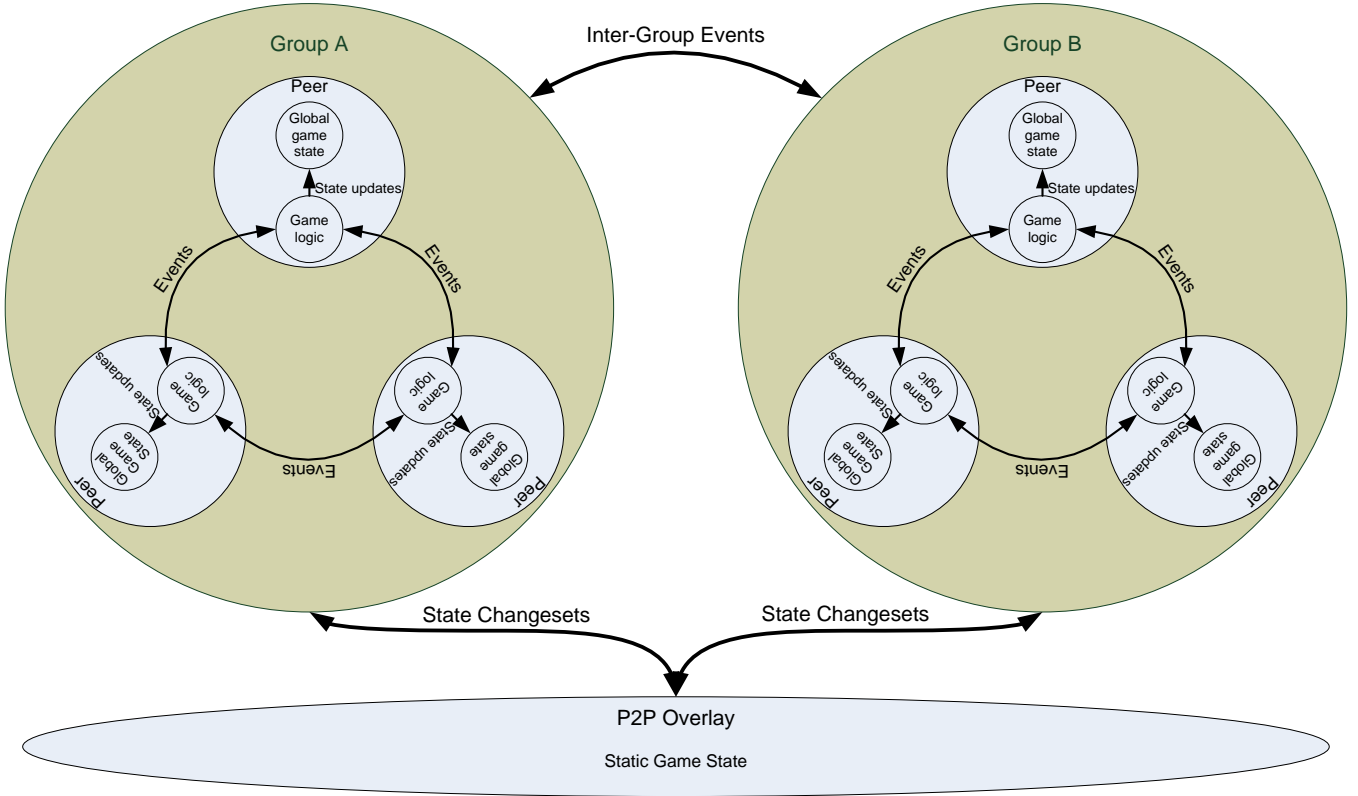 Inter-Group Events
Group A
Peer
Global
game
state
State updates
Game
logic
Events
Events
State updates
Game
logic
Global
Game
State
Peer
Game
logic
State updates
Global
game
state
Peer
Events
Group B
Peer
Global
game
state
State updates
Game
logic
Events
Events
State updates
Game
logic
Global
Game
State
Peer
Game
logic
State updates
Global
game
state
Peer
Events
State Changesets
State Changesets
P2P Overlay
Static Game State